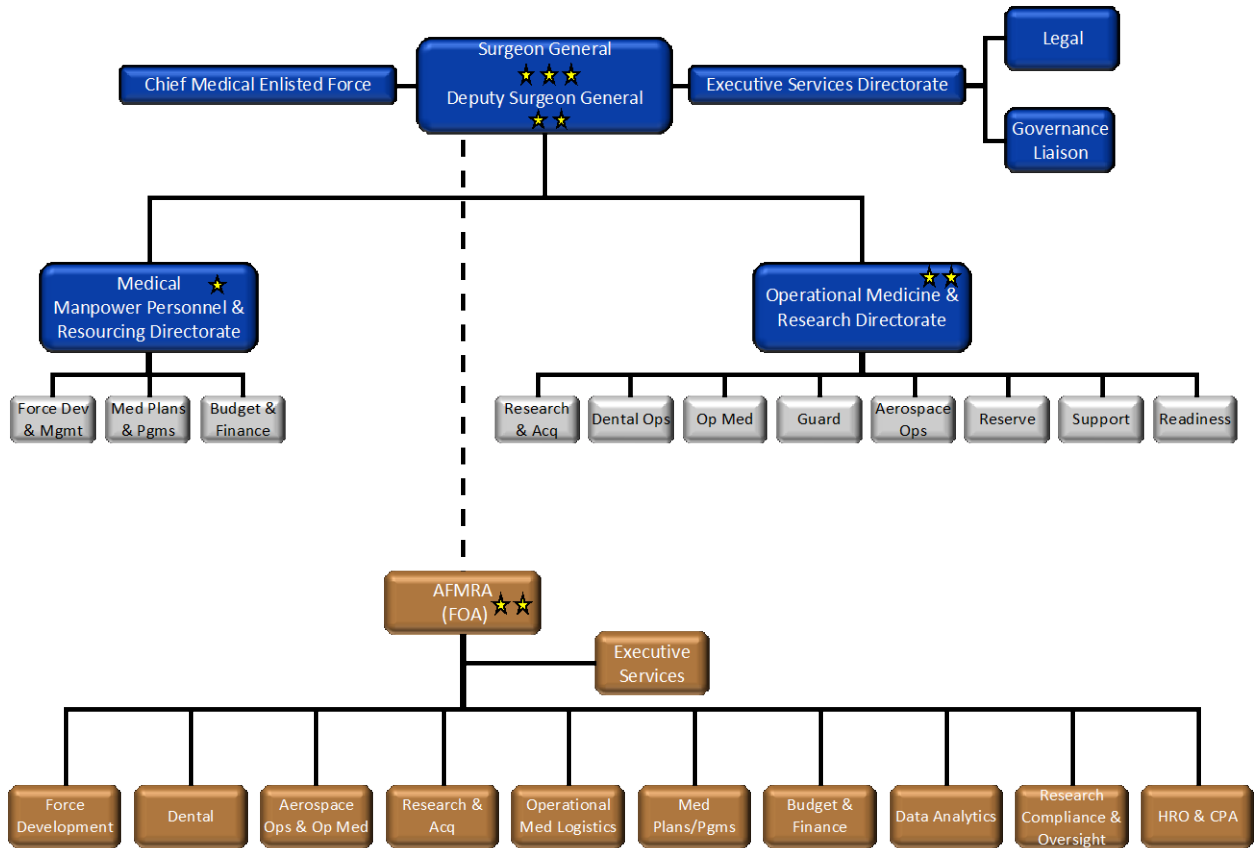 Surgeon General
Deputy Surgeon General
Chief Medical Enlisted Force
Executive Services Directorate
Legal
Governance
Liaison
Medical
Manpower Personnel &
Resourcing Directorate
Operational Medicine &
Research Directorate
Force Dev
& Mgmt
Med Plans
& Pgms
Budget &
Finance
Research
& Acq
Dental Ops
Op Med
Guard
Aerospace
Ops
Reserve
Support
Readiness
AFMRA
(FOA)
Executive
Services
Force
Development
Dental
Aerospace
Ops & Op Med
Research &
Acq
Operational
Med Logistics
Med
Plans/Pgms
Budget &
Finance
Data Analytics
Research
Compliance &
Oversight
HRO & CPA